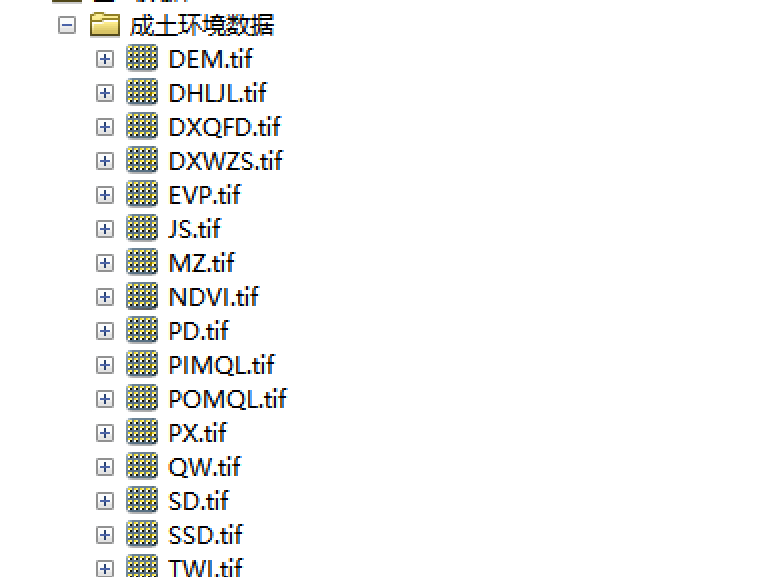 成土环境数据
DEM.tif
DHLJL.tif
DXQFD.tif
DXWZS.tif
EVP.tif
JS.tif
MZ.tif
NDVI.tif
PD.tif
PIMQL.tif
POMQL.tif
PX.tif
QW.tif
SD.tif
SSD.tif
TWI.tif